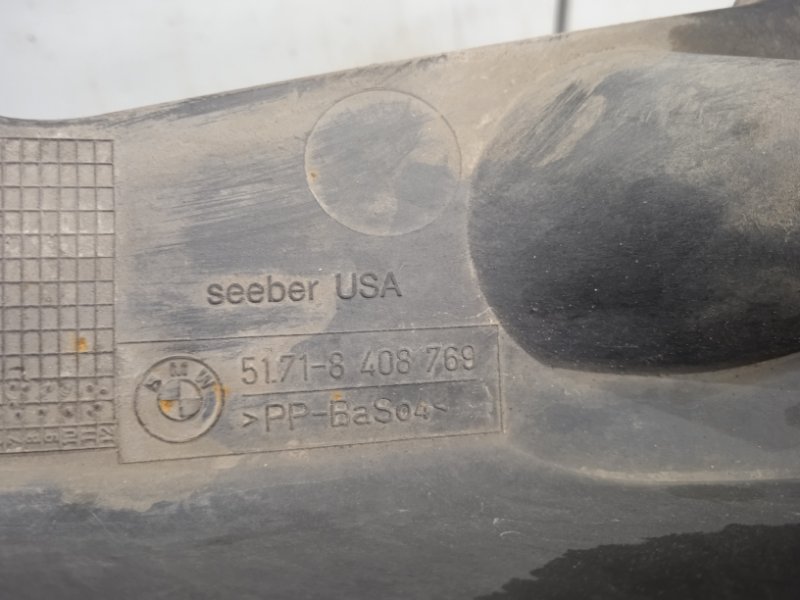 seeber USA
BMW
51.71-8 408 769
>PP-BaSO4<